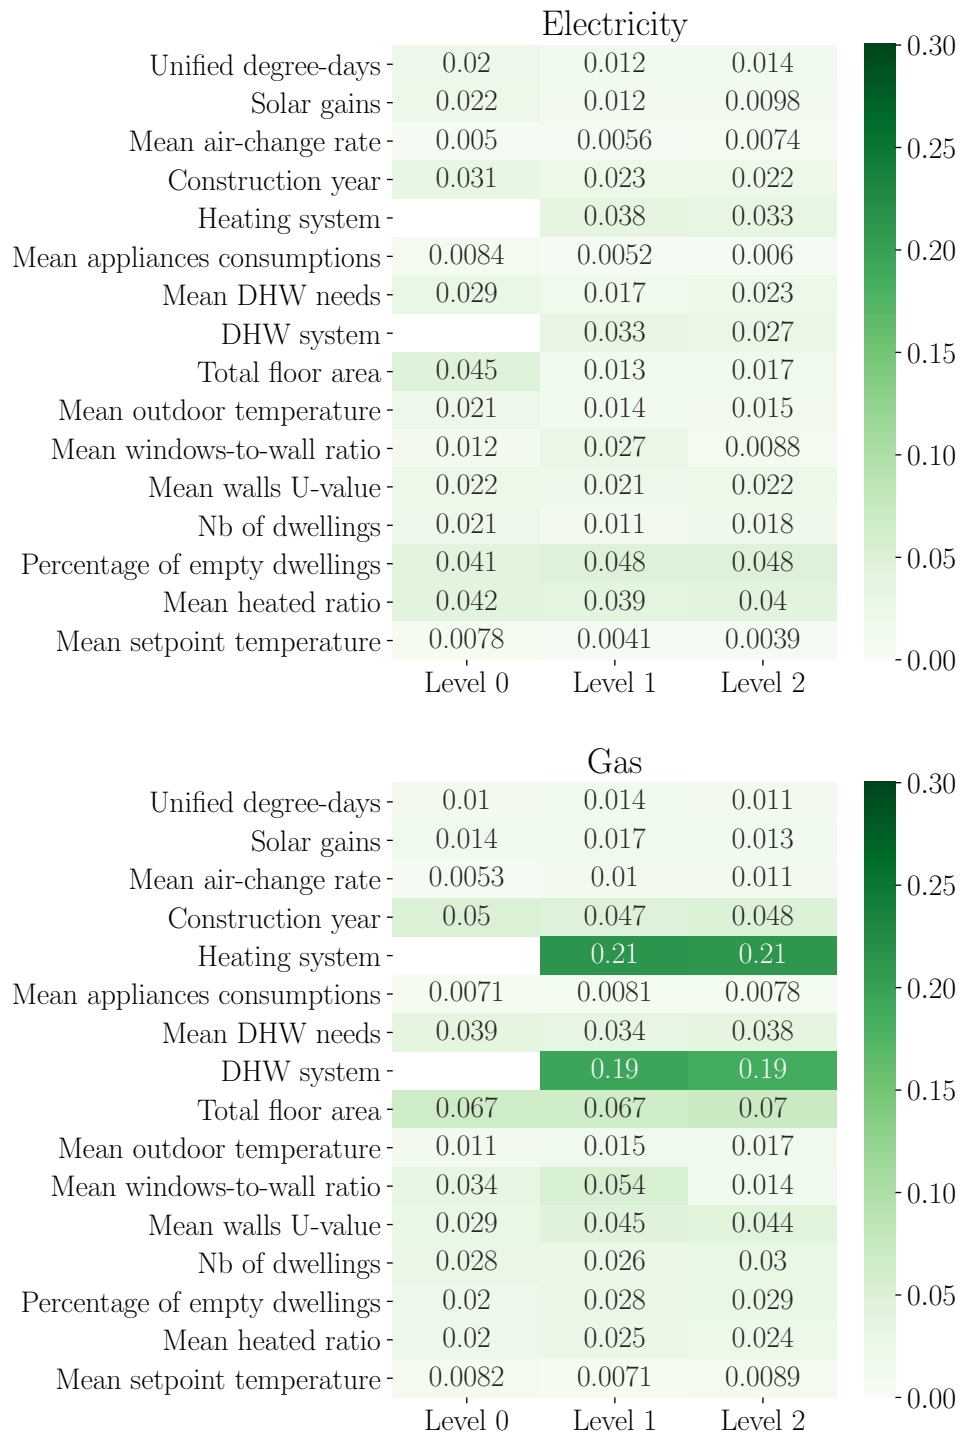 Electricity
Unified degree-days 0.02 0.012 0.014
Solar gains 0.022 0.012 0.0098
Mean air-change rate 0.005 0.0056 0.0074
Construction year 0.031 0.023 0.022
Heating system 0.038 0.033
Mean appliances consumptions 0.0084 0.0052 0.006
Mean DHW needs 0.029 0.017 0.023
DHW system 0.033 0.027
Total floor area 0.045 0.013 0.017
Mean outdoor temperature 0.021 0.014 0.015
Mean windows-to-wall ratio 0.012 0.027 0.0088
Mean walls U-value 0.022 0.021 0.022
Nb of dwellings 0.021 0.011 0.018
Percentage of empty dwellings 0.041 0.048 0.048
Mean heated ratio 0.042 0.039 0.04
Mean setpoint temperature 0.0078 0.0041 0.0039
Level 0 Level 1 Level 2
0.30
0.25
0.20
0.15
0.10
0.05
0.00
Gas
Unified degree-days 0.01 0.014 0.011
Solar gains 0.014 0.017 0.013
Mean air-change rate 0.0053 0.01 0.011
Construction year 0.05 0.047 0.048
Heating system 0.21 0.21
Mean appliances consumptions 0.0071 0.0081 0.0078
Mean DHW needs 0.039 0.034 0.038
DHW system 0.19 0.19
Total floor area 0.067 0.067 0.07
Mean outdoor temperature 0.011 0.015 0.017
Mean windows-to-wall ratio 0.034 0.054 0.014
Mean walls U-value 0.029 0.045 0.044
Nb of dwellings 0.028 0.026 0.03
Percentage of empty dwellings 0.02 0.028 0.029
Mean heated ratio 0.02 0.025 0.024
Mean setpoint temperature 0.0082 0.0071 0.0089
Level 0 Level 1 Level 2
0.30
0.25
0.20
0.15
0.10
0.05
0.00